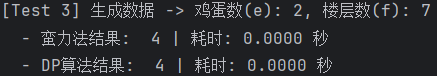 [Test 3] 生成数据 -> 鸡蛋数(e): 2, 楼层数(f): 7
- 蛮力法结果: 4 | 耗时: 0.0000 秒
- DP算法结果: 4 | 耗时: 0.0000 秒